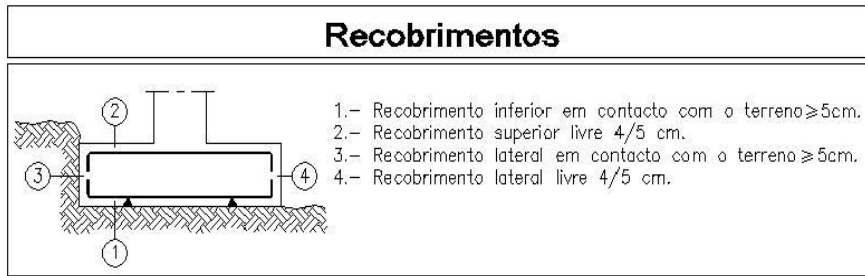 Recobrimentos
1.- Recobrimento inferior em contacto com o terreno≥5cm.
2.- Recobrimento superior livre 4/5 cm.
3.- Recobrimento lateral em contacto com o terreno≥5cm.
4.- Recobrimento lateral livre 4/5 cm.
2
3
4
1